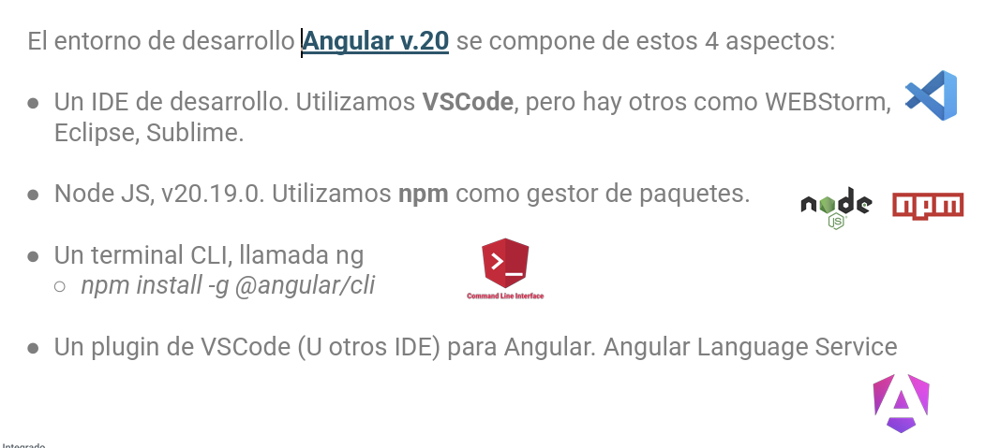 El entorno de desarrollo Angular v.20 se compone de estos 4 aspectos:
● Un IDE de desarrollo. Utilizamos VSCode, pero hay otros como WEBStorm,
Eclipse, Sublime.
● Node JS, v20.19.0. Utilizamos npm como gestor de paquetes.
node
JS
npm
● Un terminal CLI, llamada ng
○ npm install -g @angular/cli
Command Line Interface
● Un plugin de VSCode (U otros IDE) para Angular. Angular Language Service
Integrado